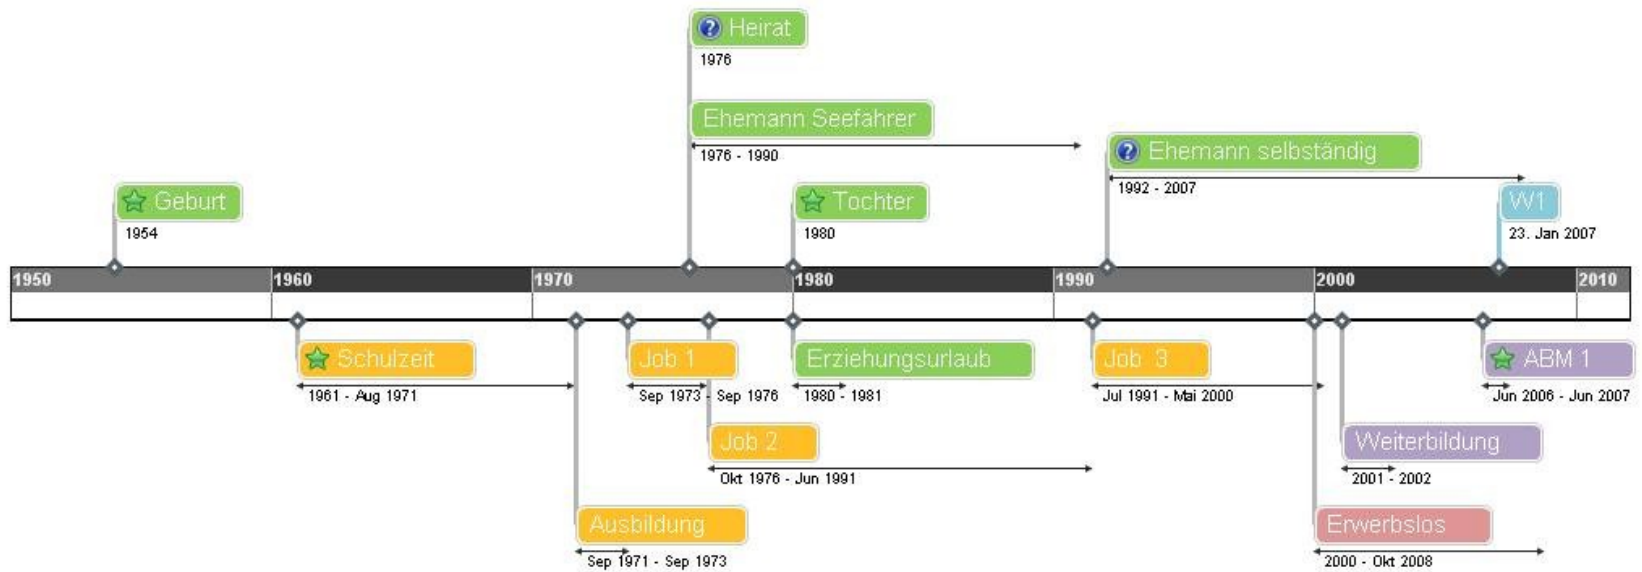 Heirat
1976
Ehemann Seefahrer
1976 - 1990
Ehemann selbständig
1992 - 2007
Geburt
1954
Tochter
1980
W1
23. Jan 2007
1950 1960 1970 1980 1990 2000 2010
Schulzeit
1961 - Aug 1971
Job 1
Sep 1973 - Sep 1976
Erziehungsurlaub
1980 - 1981
Job 3
Jul 1991 - Mai 2000
ABM 1
Jun 2006 - Jun 2007
Job 2
Okt 1976 - Jun 1991
Weiterbildung
2001 - 2002
Ausbildung
Sep 1971 - Sep 1973
Erwerbslos
2000 - Okt 2008